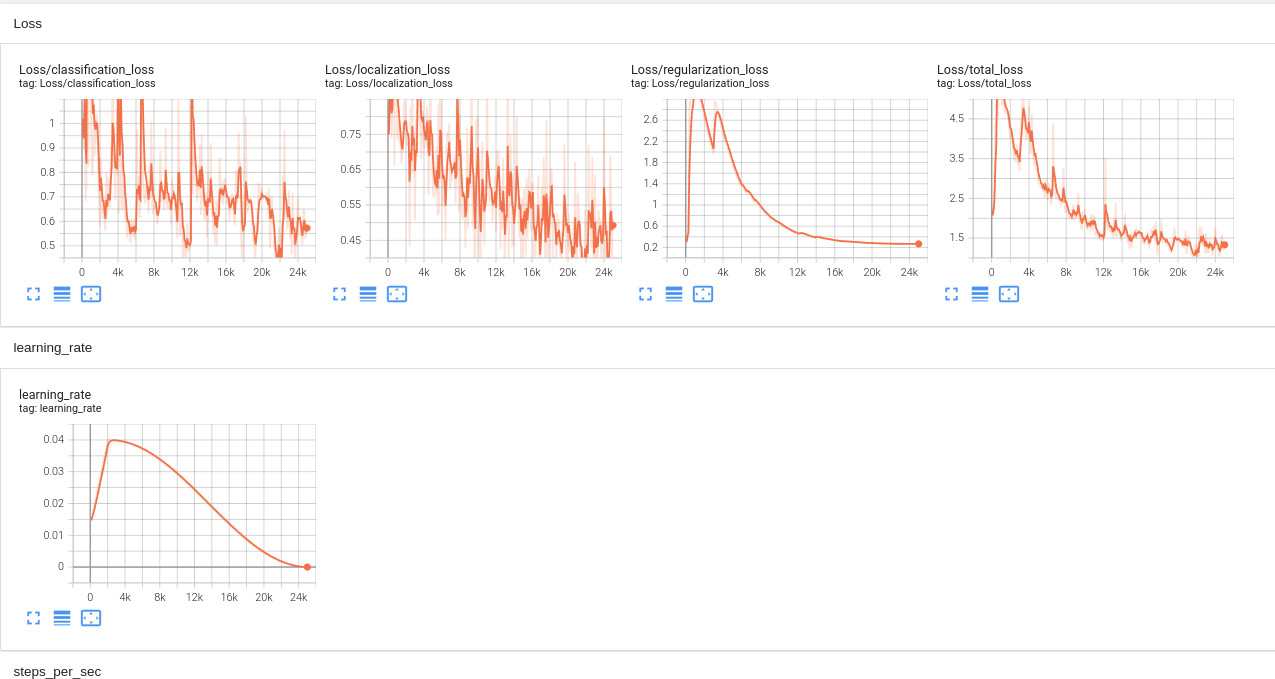 Loss
Loss/classification_loss
tag: Loss/classification_loss
1
0.9
0.8
0.7
0.6
0.5
0 4k 8k 12k 16k 20k 24k
Loss/localization_loss
tag: Loss/localization_loss
0.75
0.65
0.55
0.45
0 4k 8k 12k 16k 20k 24k
Loss/regularization_loss
tag: Loss/regularization_loss
2.6
2.2
1.8
1.4
1
0.6
0.2
0 4k 8k 12k 16k 20k 24k
Loss/total_loss
tag: Loss/total_loss
4.5
3.5
2.5
1.5
0 4k 8k 12k 16k 20k 24k
learning_rate
learning_rate
tag: learning_rate
0.04
0.03
0.02
0.01
0
0 4k 8k 12k 16k 20k 24k
steps_per_sec